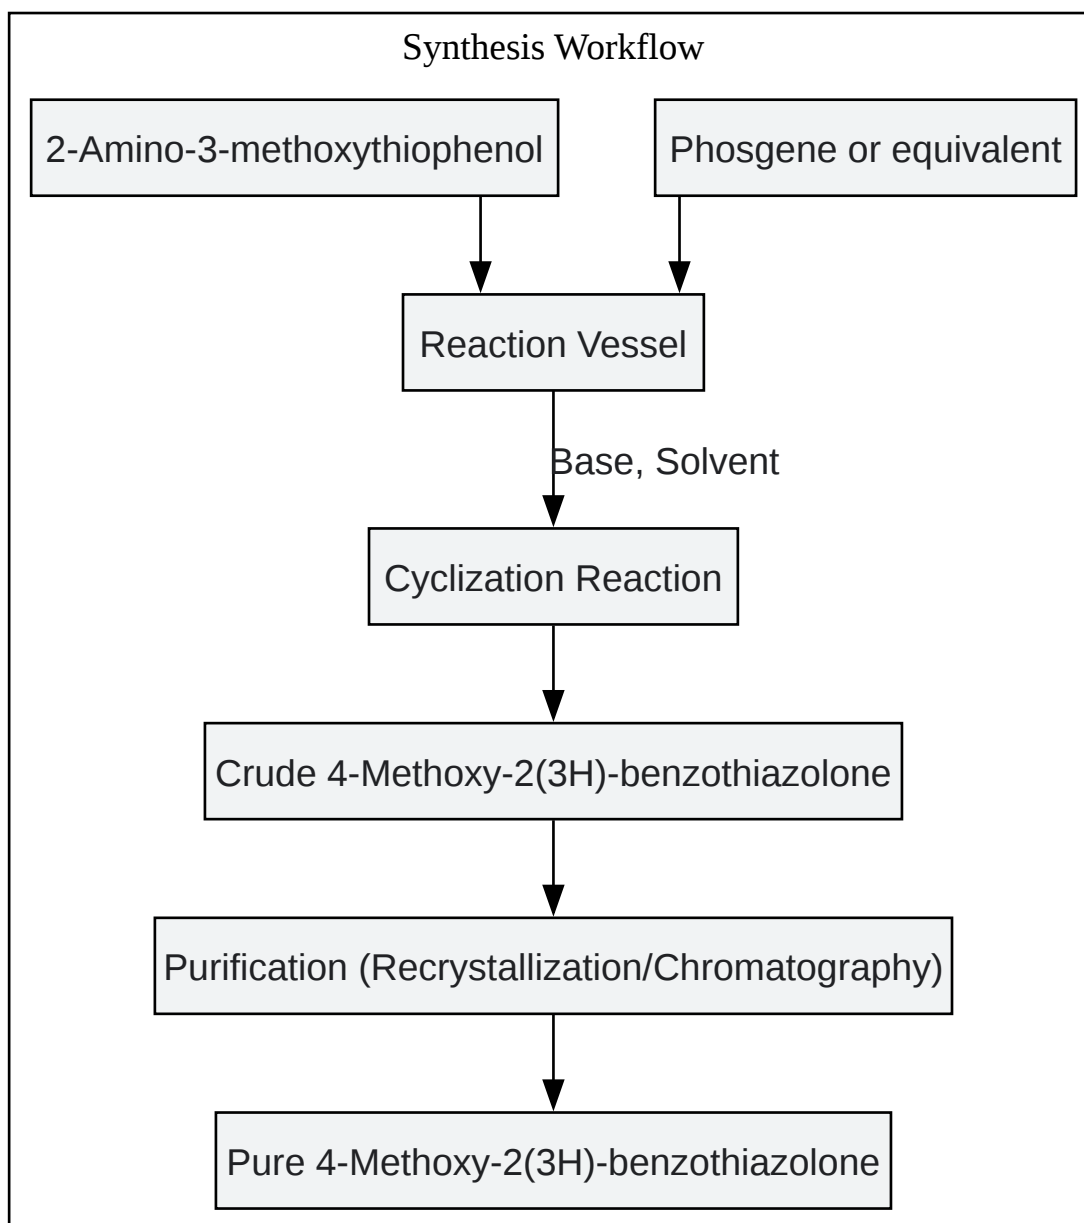 Synthesis Workflow
2-Amino-3-methoxythiophenol
Phosgene or equivalent
Reaction Vessel
Base, Solvent
Cyclization Reaction
Crude 4-Methoxy-2(3H)-benzothiazolone
Purification (Recrystallization/Chromatography)
Pure 4-Methoxy-2(3H)-benzothiazolone